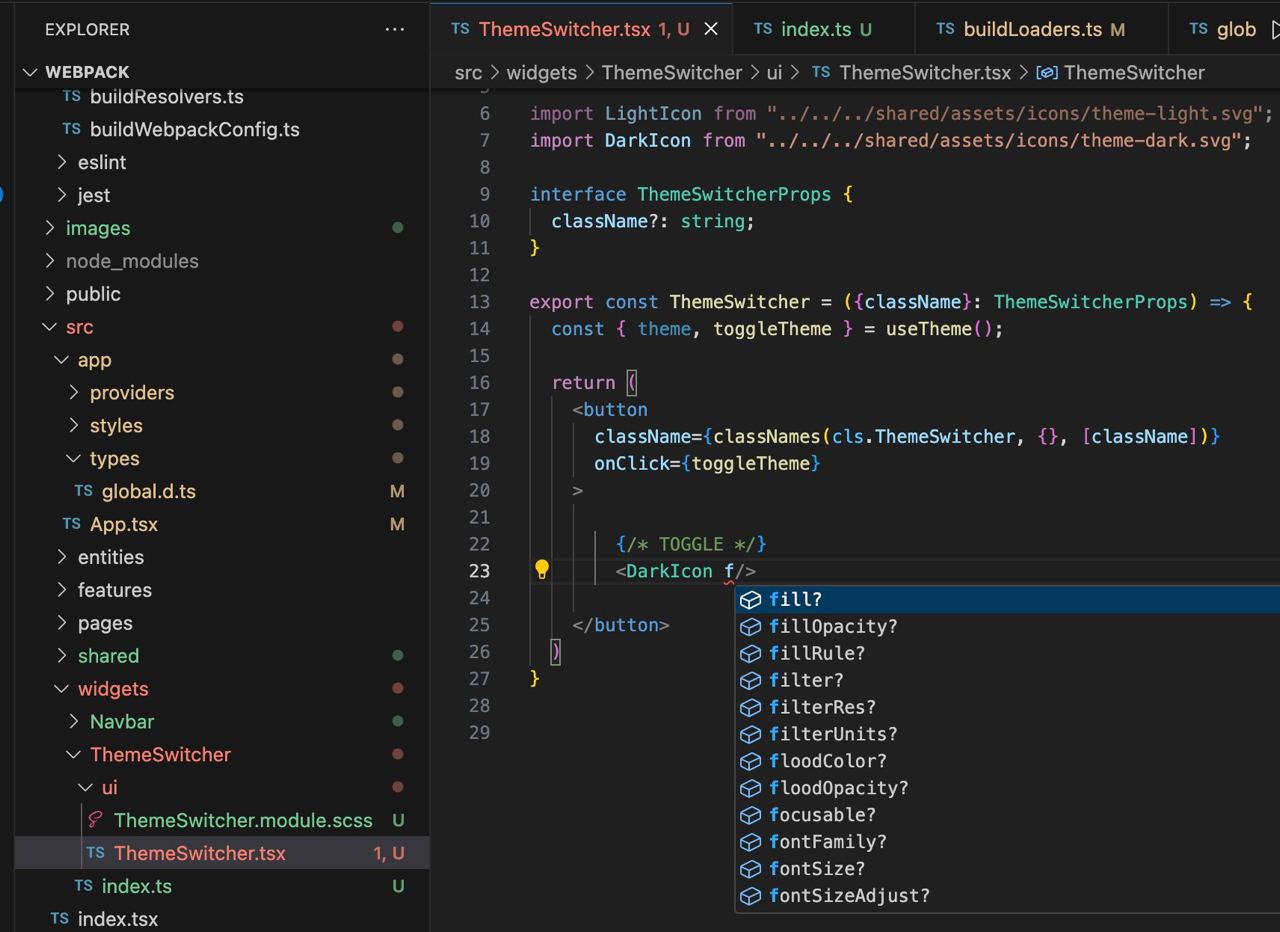 EXPLORER
...
WEBPACK
TS buildResolvers.ts
TS buildWebpackConfig.ts
eslint
jest
images
node_modules
public
src
app
providers
styles
types
TS global.d.ts M
TS App.tsx M
entities
features
pages
shared
widgets
Navbar
ThemeSwitcher
ui
ThemeSwitcher.module.scss U
TS ThemeSwitcher.tsx 1, U
TS index.ts U
TS index.tsx
TS ThemeSwitcher.tsx 1, U
TS index.ts U
TS buildLoaders.ts M
TS glob
src > widgets > ThemeSwitcher > ui > TS ThemeSwitcher.tsx > ThemeSwitcher
6 import LightIcon from "../../../shared/assets/icons/theme-light.svg";
7 import DarkIcon from "../../../shared/assets/icons/theme-dark.svg";
8
9 interface ThemeSwitcherProps {
10 className?: string;
11 }
12
13 export const ThemeSwitcher = ({className}: ThemeSwitcherProps) => {
14 const { theme, toggleTheme } = useTheme();
15
16 return (
17 <button
18 className={classNames(cls.ThemeSwitcher, {}, [className])}
19 onClick={toggleTheme}
20 >
21
22 {/* TOGGLE */}
23 <DarkIcon f/>
24
25 </button>
26 )
27 }
28
29
fill?
fillOpacity?
fillRule?
filter?
filterRes?
filterUnits?
floodColor?
floodOpacity?
focusable?
fontFamily?
fontSize?
fontSizeAdjust?